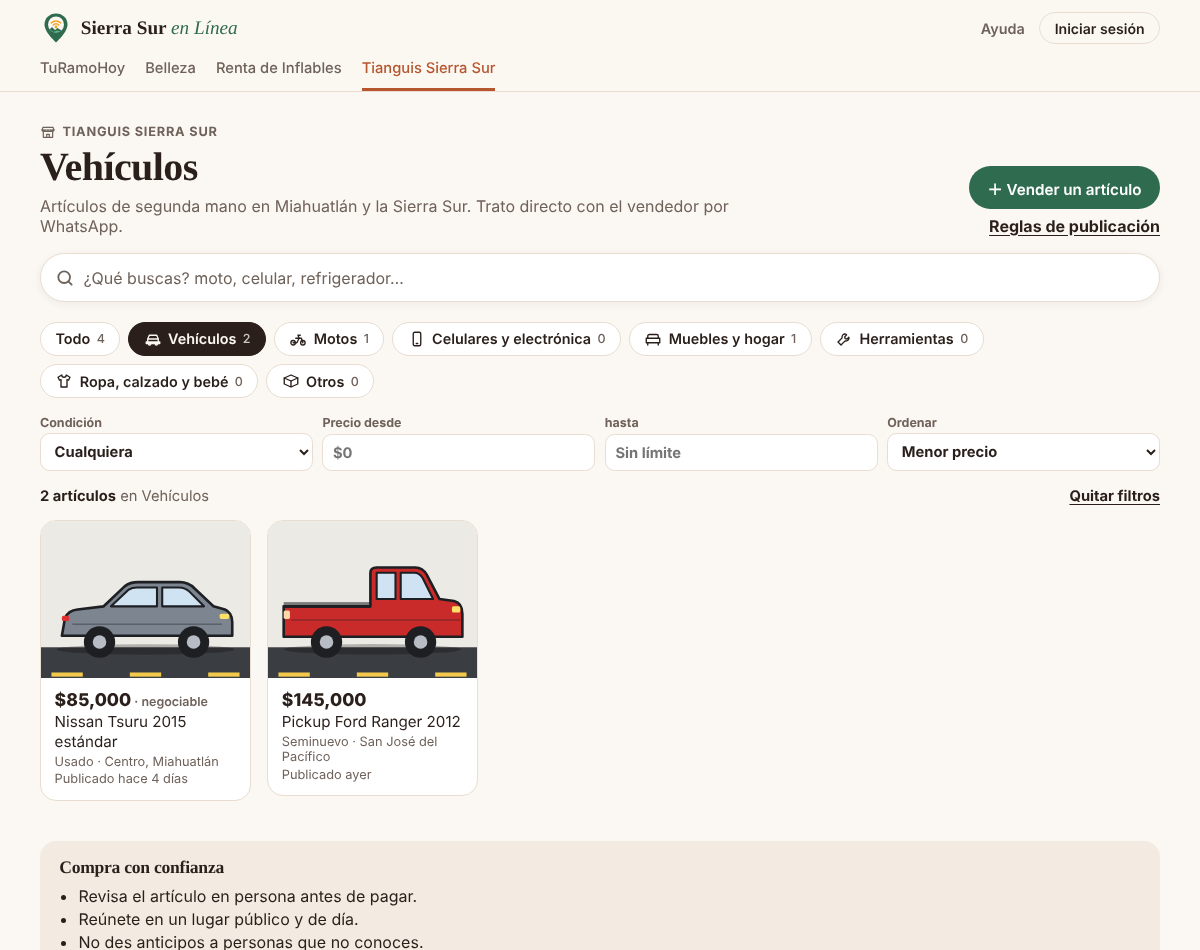 Sierra Sur en Línea
Ayuda
Iniciar sesión
TuRamoHoy
Belleza
Renta de Inflables
Tianguis Sierra Sur
TIANGUIS SIERRA SUR
Vehículos
Artículos de segunda mano en Miahuatlán y la Sierra Sur. Trato directo con el vendedor por
WhatsApp.
+ Vender un artículo
Reglas de publicación
¿Qué buscas? moto, celular, refrigerador...
Todo 4
Vehículos 2
Motos 1
Celulares y electrónica 0
Muebles y hogar 1
Herramientas 0
Ropa, calzado y bebé 0
Otros 0
Condición
Cualquiera
Precio desde
$0
hasta
Sin límite
Ordenar
Menor precio
2 artículos en Vehículos
Quitar filtros
$85,000 · negociable
Nissan Tsuru 2015
estándar
Usado · Centro, Miahuatlán
Publicado hace 4 días
$145,000
Pickup Ford Ranger 2012
Seminuevo · San José del
Pacífico
Publicado ayer
Compra con confianza
• Revisa el artículo en persona antes de pagar.
• Reúnete en un lugar público y de día.
• No des anticipos a personas que no conoces.